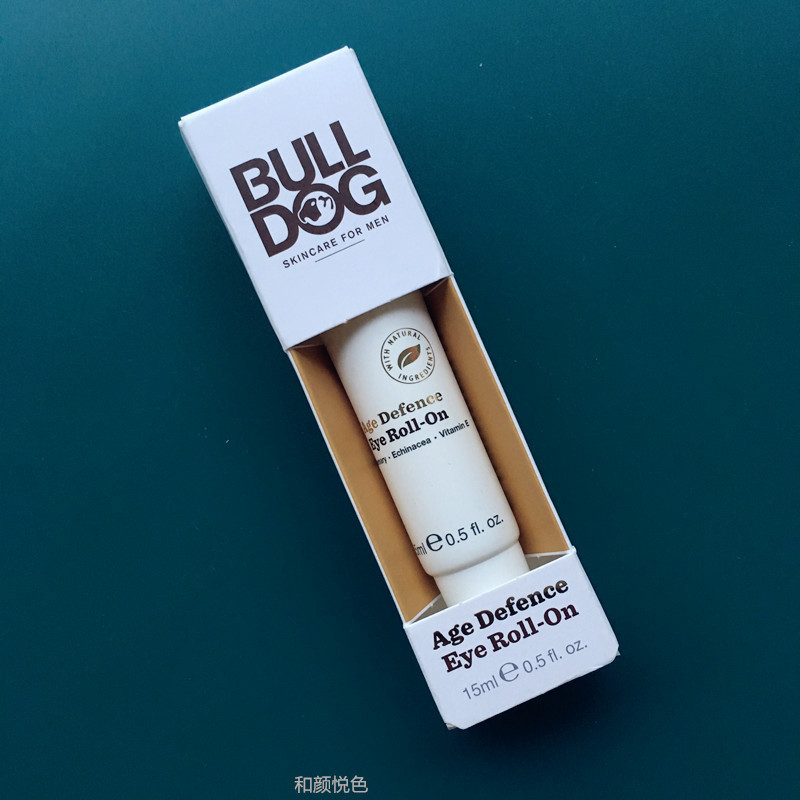 BULL
DOG
SKINCARE FOR MEN
WITH NATURAL
INGREDIENTS
Age Defence
Eye Roll-On
Echinacea • Vitamin E
ml e 0.5 fl. oz.
Age Defence
Eye Roll-On
15ml e 0.5 fl. oz.
和颜悦色